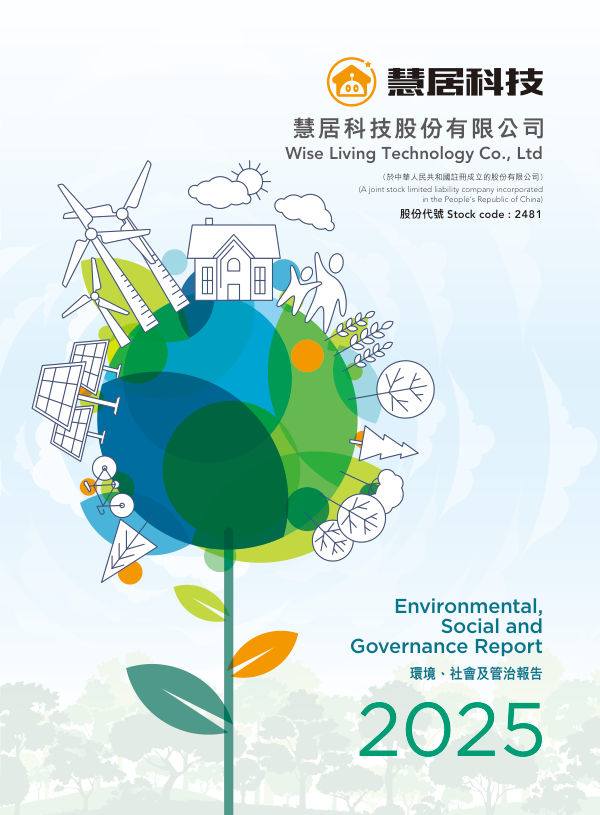 慧居科技
慧居科技股份有限公司
Wise Living Technology Co., Ltd
（於中華人民共和國註冊成立的股份有限公司）
(A joint stock limited liability company incorporated
in the People's Republic of China)
股份代號 Stock code : 2481
Environmental,
Social and
Governance Report
環境、社會及管治報告
2025